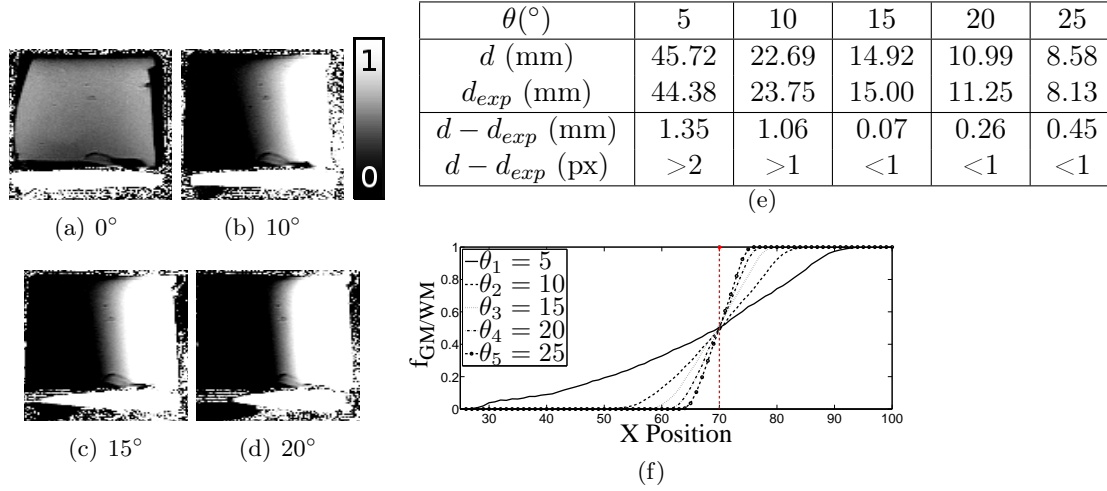 1
0
(a) 0°
(b) 10°
(c) 15°
(d) 20°
θ(°) 5 10 15 20 25
d (mm) 45.72 22.69 14.92 10.99 8.58
d_exp (mm) 44.38 23.75 15.00 11.25 8.13
d − d_exp (mm) 1.35 1.06 0.07 0.26 0.45
d − d_exp (px) >2 >1 <1 <1 <1
(e)
1
0.8
0.6
0.4
0.2
0
f_GM/WM
θ₁ = 5
θ₂ = 10
θ₃ = 15
θ₄ = 20
θ₅ = 25
30 40 50 60 70 80 90 100
X Position
(f)